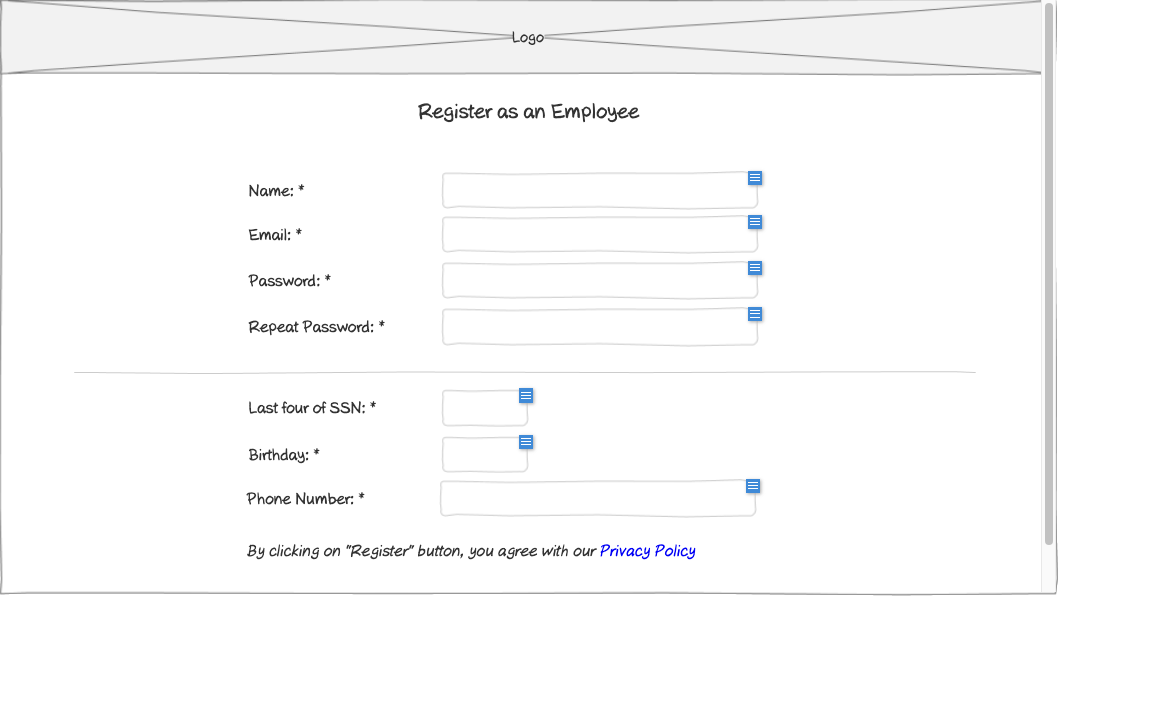 Logo
Register as an Employee
Name: *
Email: *
Password: *
Repeat Password: *
Last four of SSN: *
Birthday: *
Phone Number: *
By clicking on "Register" button, you agree with our Privacy Policy